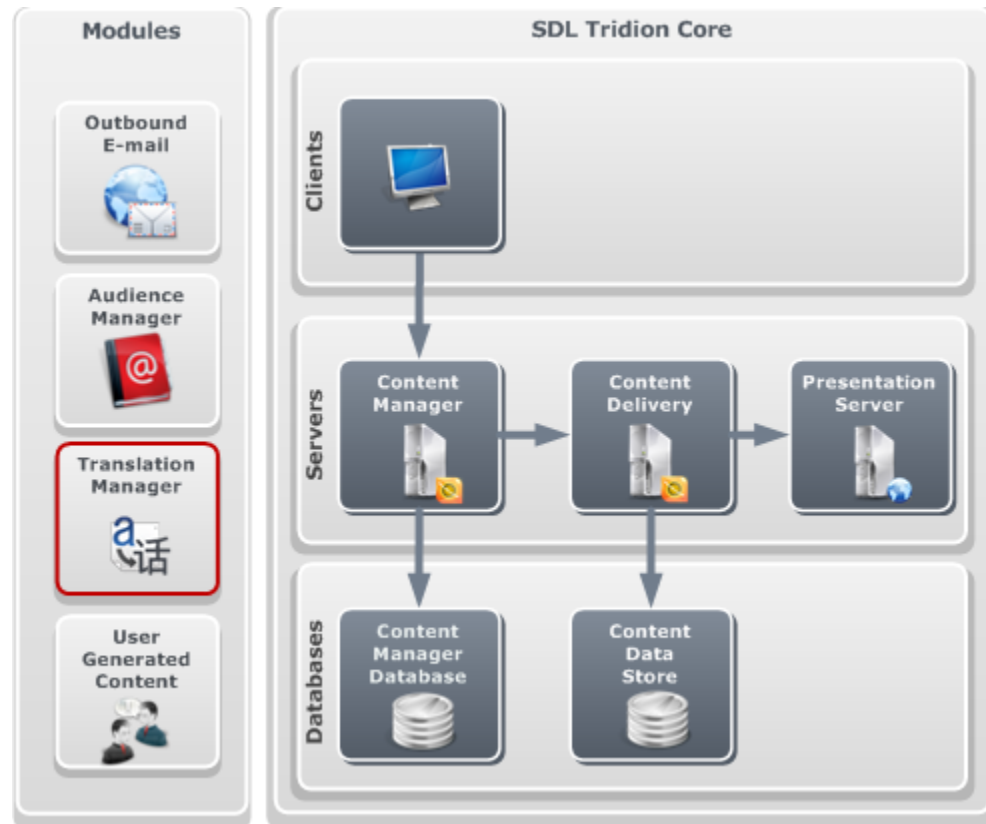 Modules
Outbound
E-mail
Audience
Manager
@
Translation
Manager
a
话
User
Generated
Content
SDL Tridion Core
Clients
Servers
Content
Manager
Content
Delivery
Presentation
Server
Databases
Content
Manager
Database
Content
Data
Store